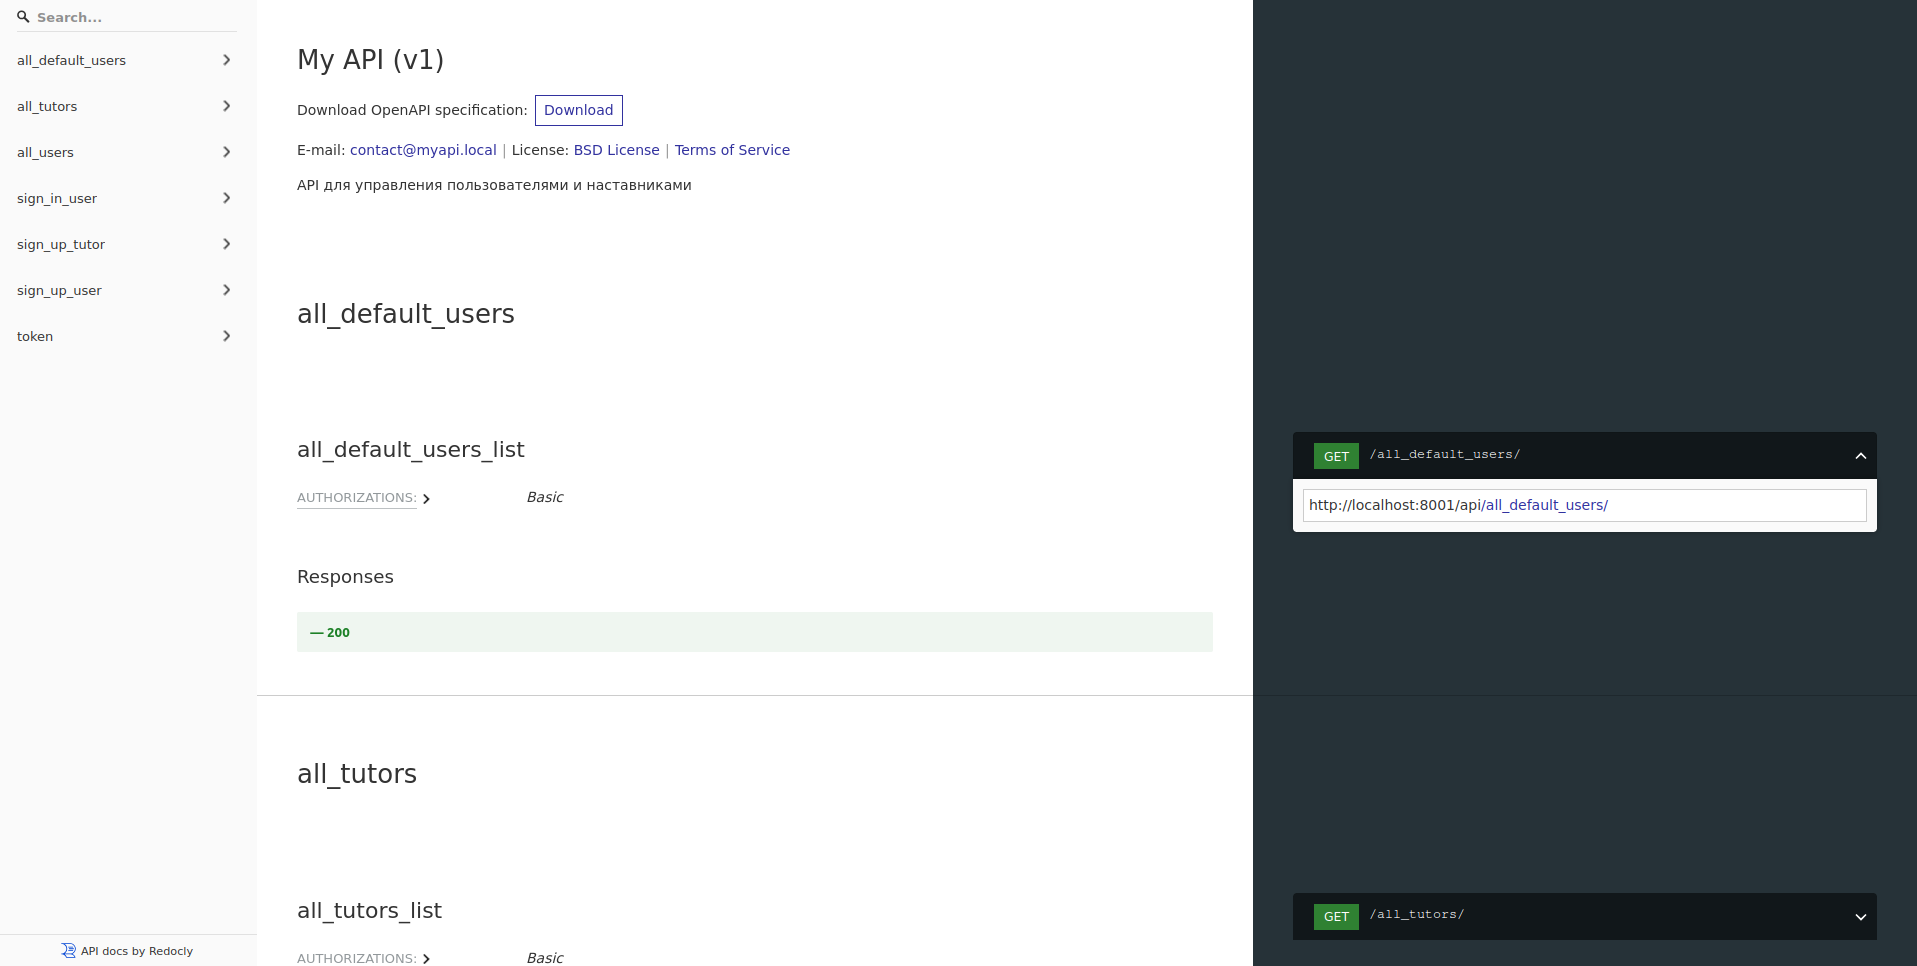 Search...
all_default_users
all_tutors
all_users
sign_in_user
sign_up_tutor
sign_up_user
token
API docs by Redocly
My API (v1)
Download OpenAPI specification: Download
E-mail: contact@myapi.local | License: BSD License | Terms of Service
API для управления пользователями и наставниками
all_default_users
all_default_users_list
AUTHORIZATIONS: Basic
Responses
— 200
GET /all_default_users/
http://localhost:8001/api/all_default_users/
all_tutors
all_tutors_list
AUTHORIZATIONS: Basic
GET /all_tutors/